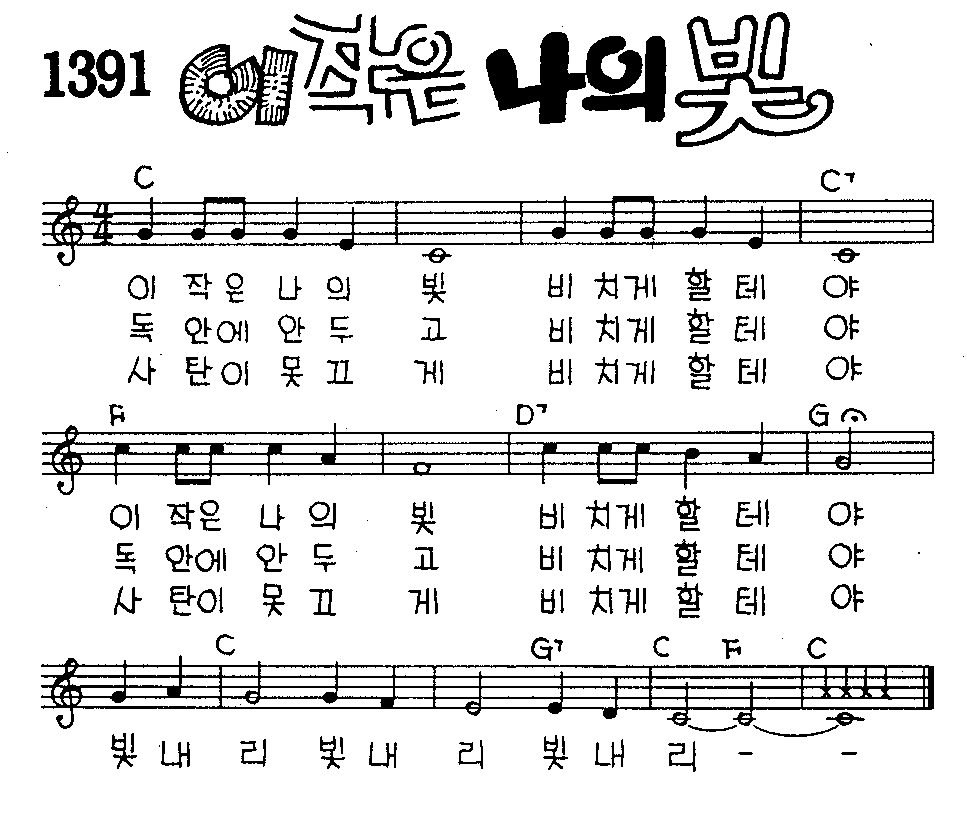 1391 이 작은 나의 빛
C C7
4/4
이 작은 나 의 빛 비 치게 할 테 야
독 안에 안 두 고 비 치게 할 테 야
사 탄이 못 끄 게 비 치게 할 테 야
F D7 G
이 작은 나 의 빛 비 치게 할 테 야
독 안에 안 두 고 비 치게 할 테 야
사 탄이 못 끄 게 비 치게 할 테 야
C G7 C F C
빛 내 리 빛 내 리 빛 내 리 - -